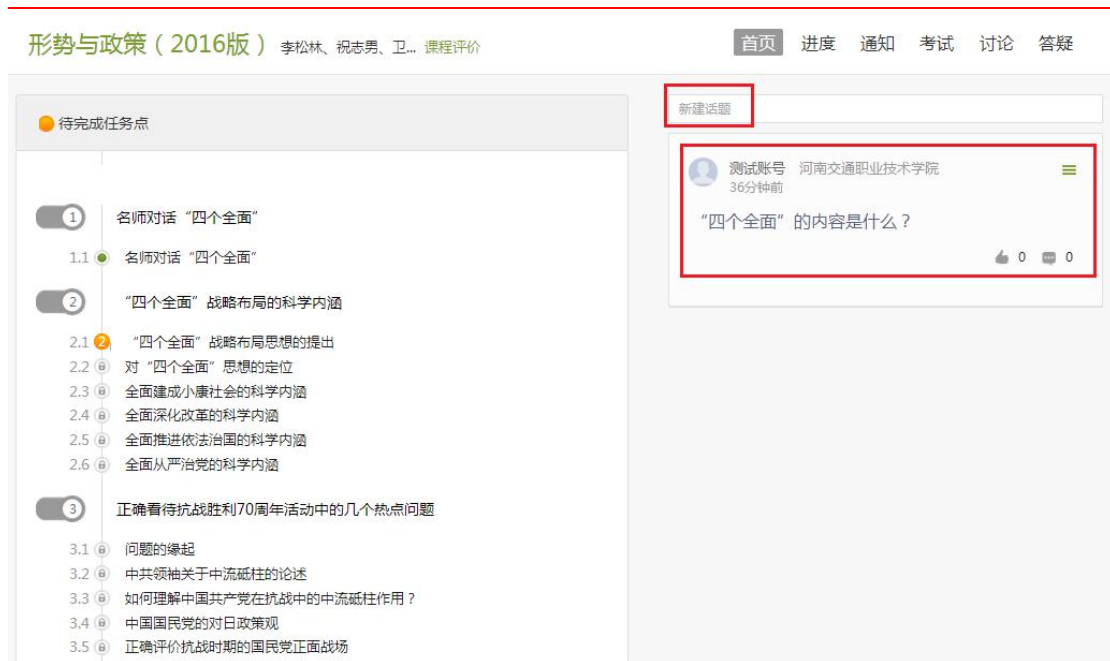 形势与政策（2016版） 李松林、祝志男、卫... 课程评价
首页 进度 通知 考试 讨论 答疑
待完成任务点
1 名师对话“四个全面”
1.1 名师对话“四个全面”
2 “四个全面”战略布局的科学内涵
2.1 2 “四个全面”战略布局思想的提出
2.2 对“四个全面”思想的定位
2.3 全面建成小康社会的科学内涵
2.4 全面深化改革的科学内涵
2.5 全面推进依法治国的科学内涵
2.6 全面从严治党的科学内涵
3 正确看待抗战胜利70周年活动中的几个热点问题
3.1 问题的缘起
3.2 中共领袖关于中流砥柱的论述
3.3 如何理解中国共产党在抗战中的中流砥柱作用？
3.4 中国国民党的对日政策观
3.5 正确评价抗战时期的国民党正面战场
新建话题
测试账号 河南交通职业技术学院
36分钟前
“四个全面”的内容是什么？
0 0